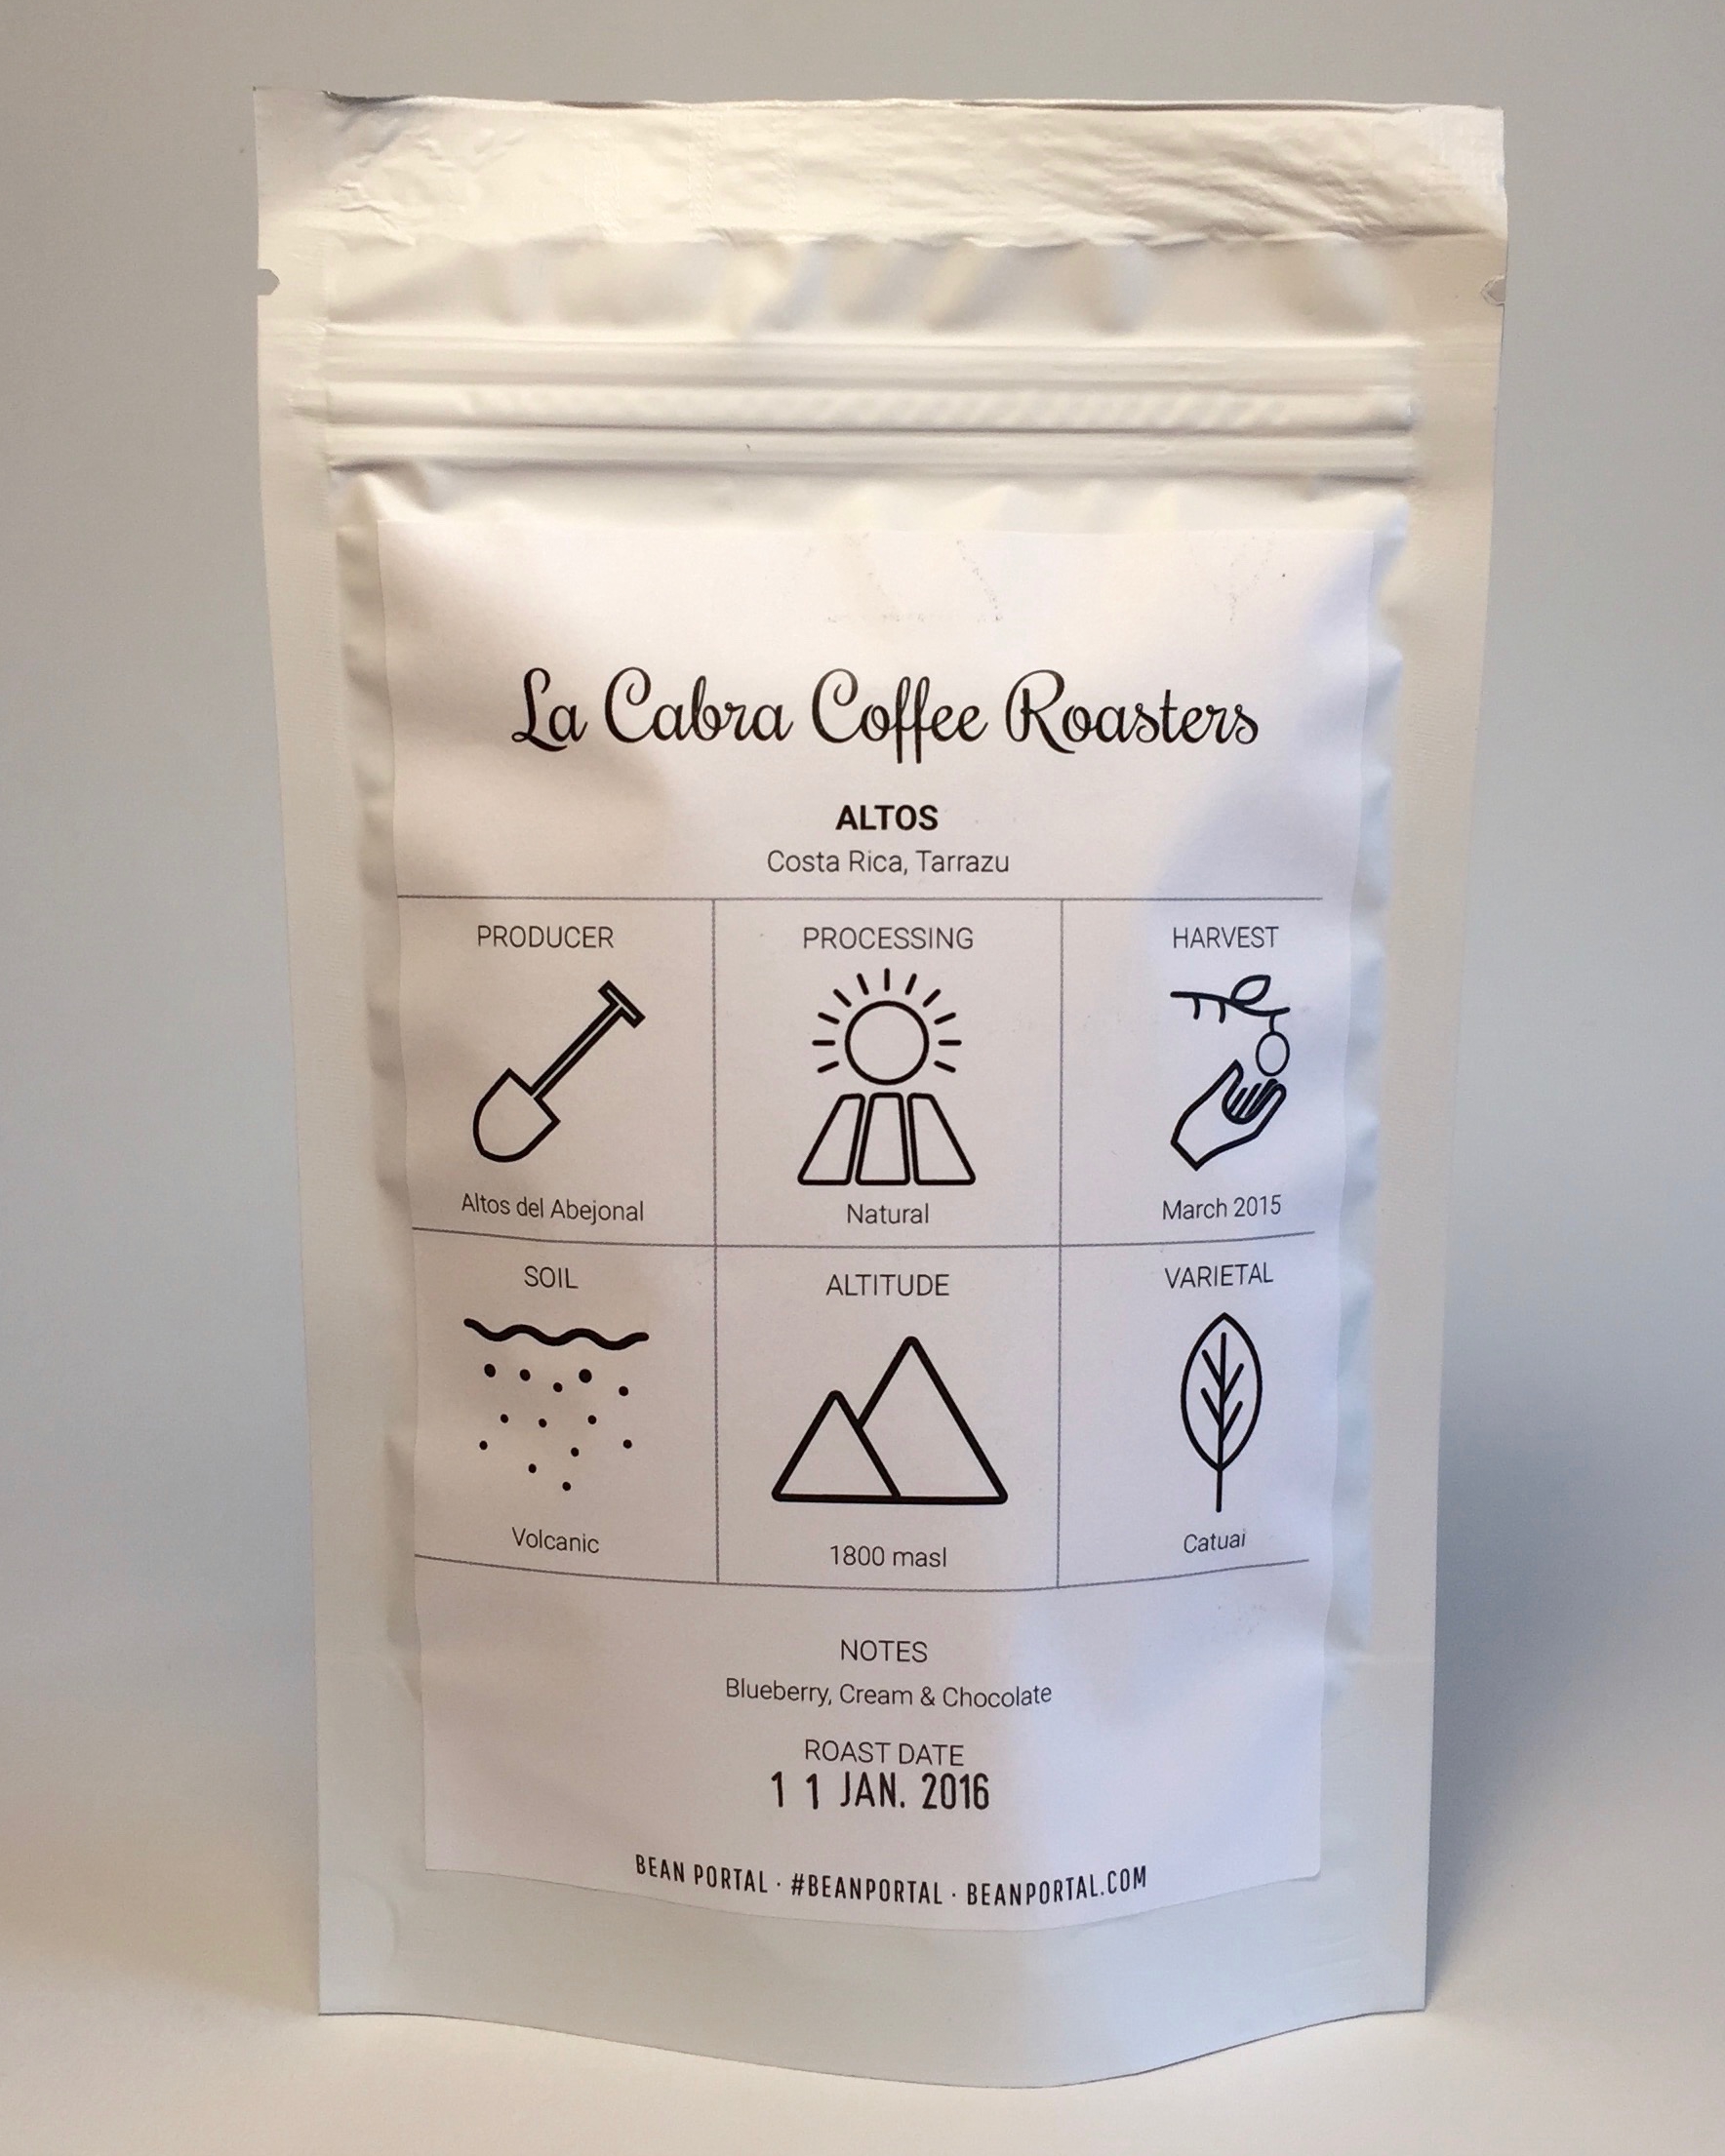 La Cabra Coffee Roasters
ALTOS
Costa Rica, Tarrazu
PRODUCER
PROCESSING
HARVEST
Altos del Abejonal
Natural
March 2015
SOIL
ALTITUDE
VARIETAL
Volcanic
1800 masl
Catuai
NOTES
Blueberry, Cream & Chocolate
ROAST DATE
1 1 JAN. 2016
BEAN PORTAL · #BEANPORTAL · BEANPORTAL.COM